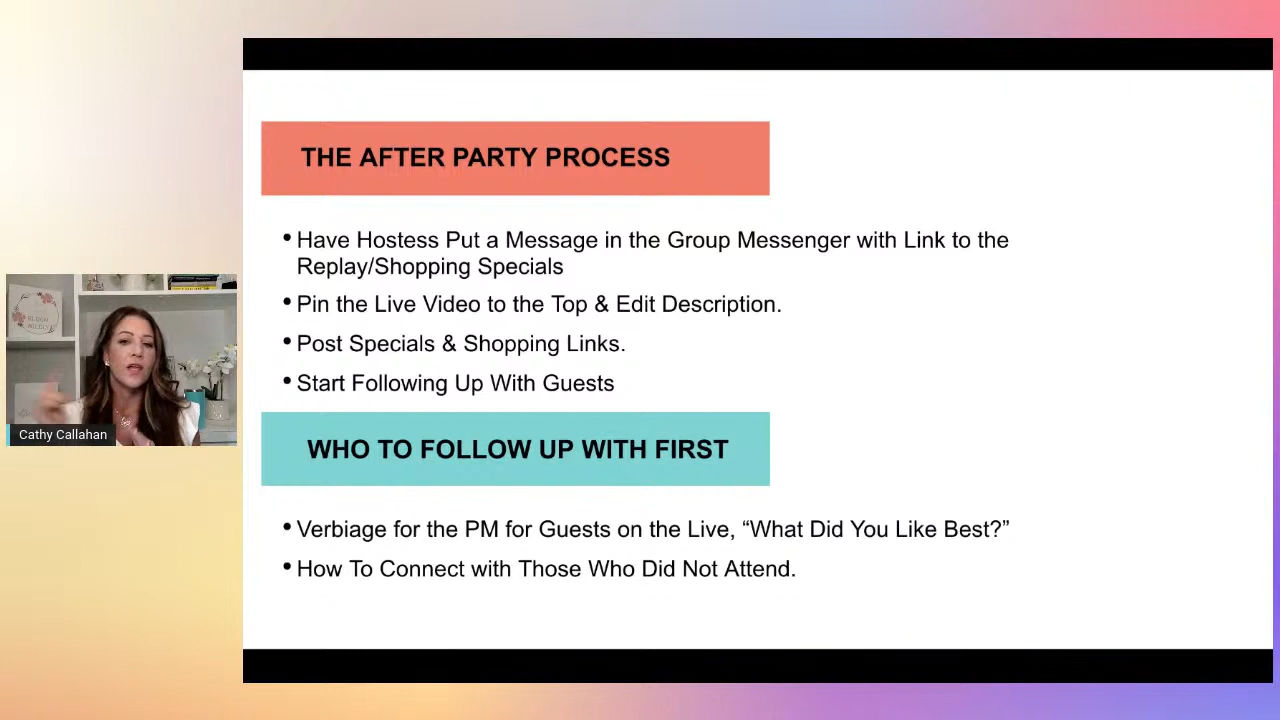 THE AFTER PARTY PROCESS
• Have Hostess Put a Message in the Group Messenger with Link to the
Replay/Shopping Specials
• Pin the Live Video to the Top & Edit Description.
• Post Specials & Shopping Links.
• Start Following Up With Guests
WHO TO FOLLOW UP WITH FIRST
• Verbiage for the PM for Guests on the Live, “What Did You Like Best?”
• How To Connect with Those Who Did Not Attend.
Cathy Callahan